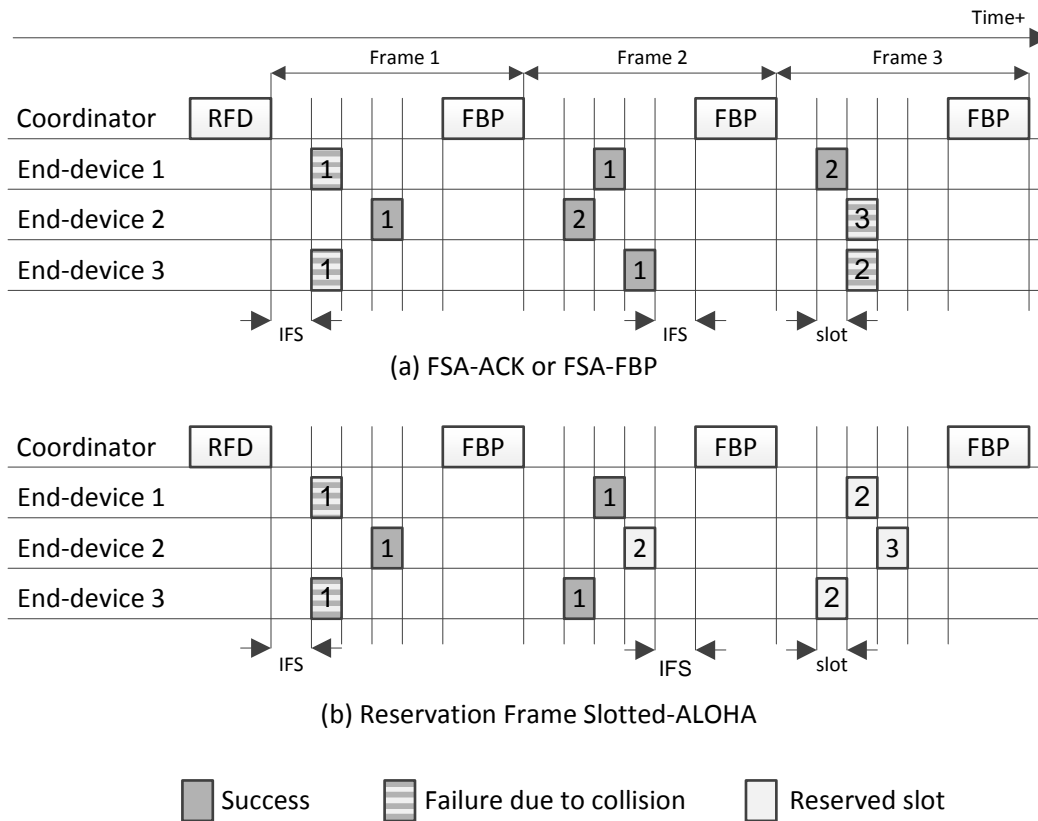 Time+
Frame 1 Frame 2 Frame 3
Coordinator RFD FBP FBP FBP
End-device 1 1 1 2
End-device 2 1 2 3
End-device 3 1 1 2
IFS IFS slot
(a) FSA-ACK or FSA-FBP
Coordinator RFD FBP FBP FBP
End-device 1 1 1 2
End-device 2 1 2 3
End-device 3 1 1 2
IFS IFS slot
(b) Reservation Frame Slotted-ALOHA
Success Failure due to collision Reserved slot